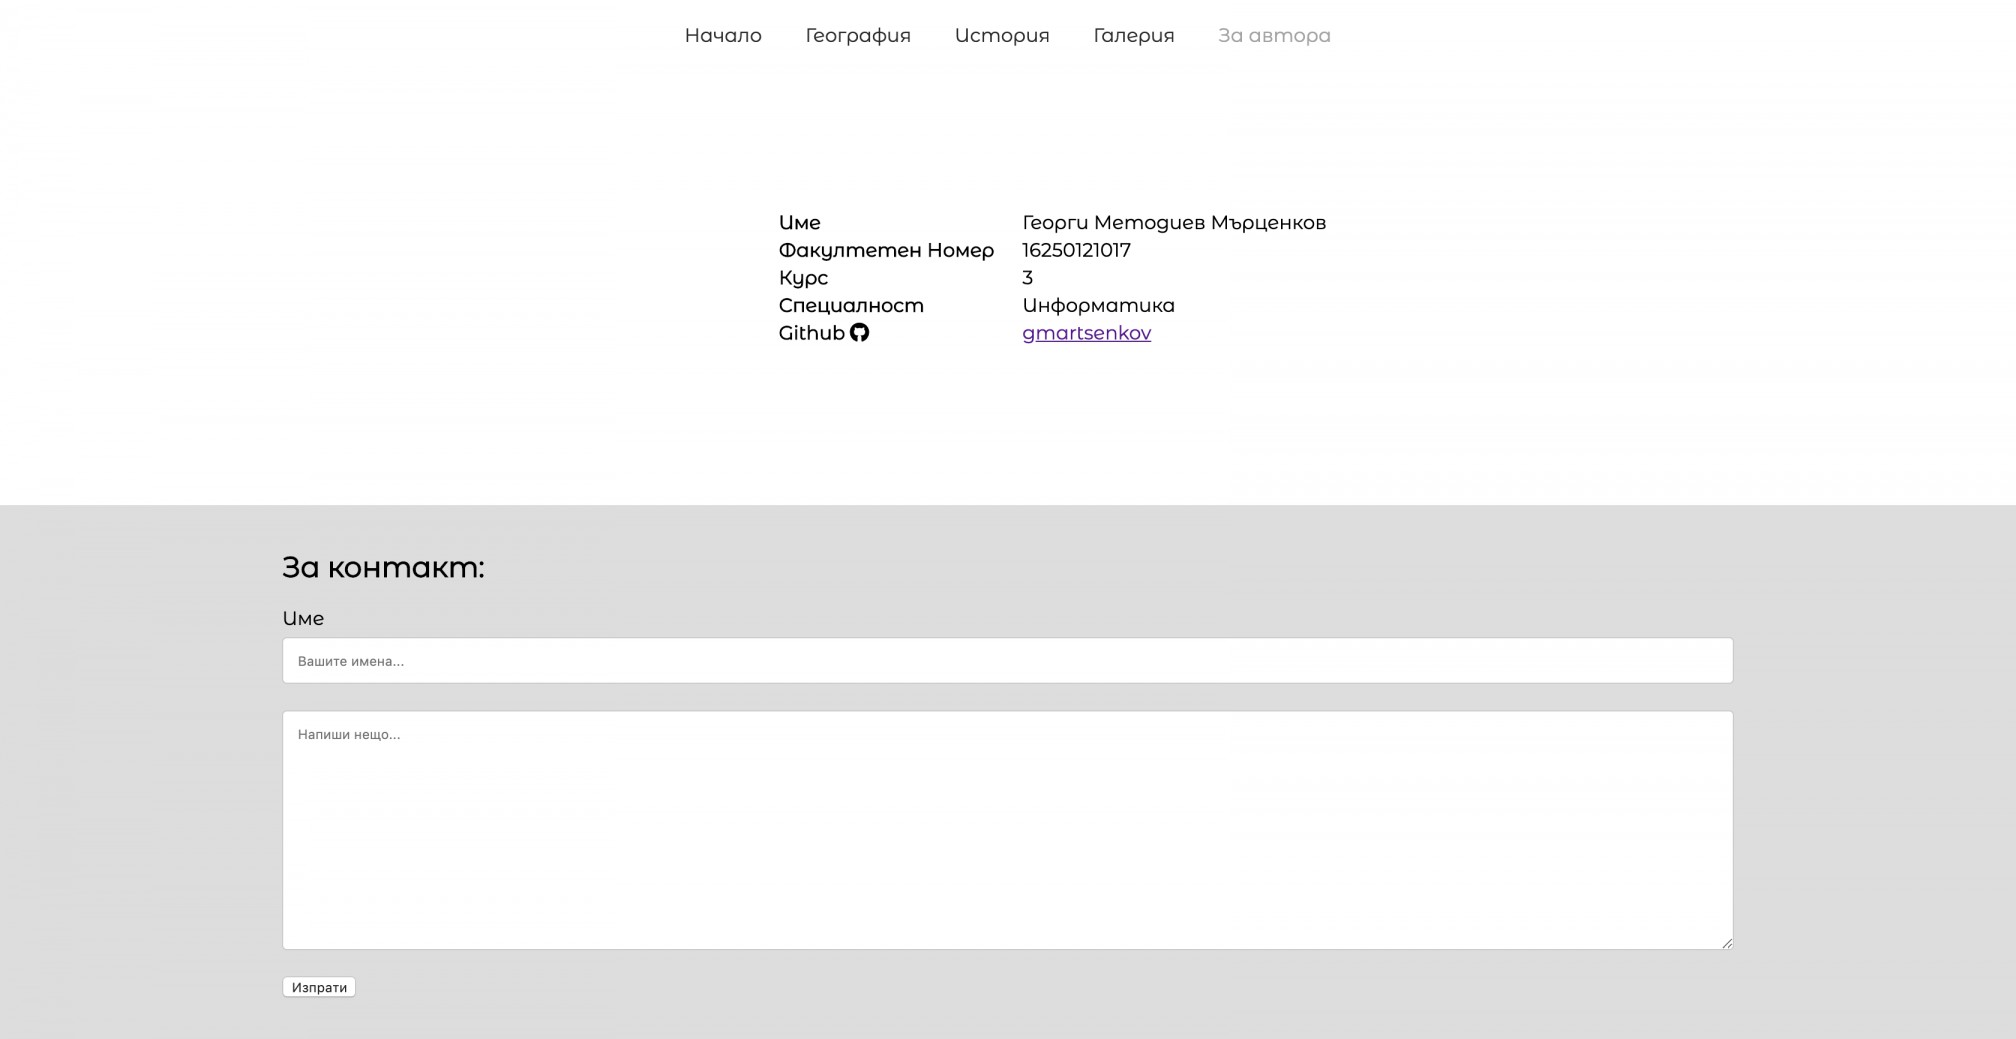 Начало География История Галерия За автора
Име Георги Методиев Мърценков
Факултетен Номер 16250121017
Курс 3
Специалност Информатика
Github gmartsenkov
За контакт:
Име
Вашите имена...
Напиши нещо...
Изпрати